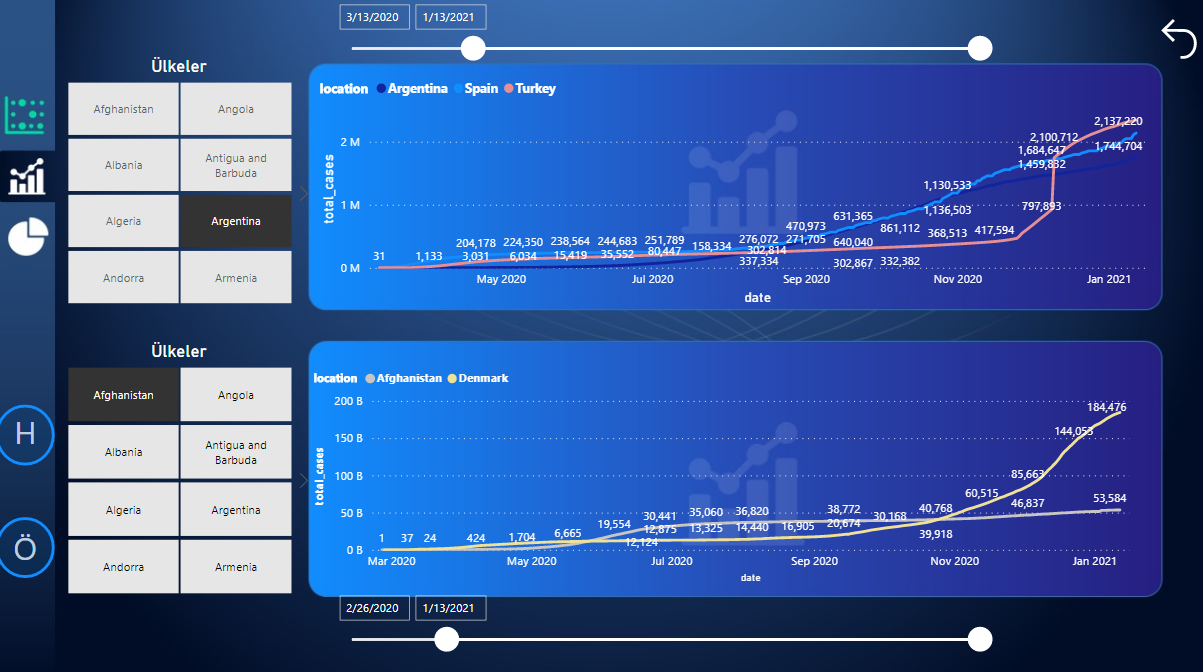 3/13/2020 1/13/2021
Ülkeler
Afghanistan Angola
Albania Antigua and Barbuda
Algeria Argentina
Andorra Armenia
location Argentina Spain Turkey
total_cases
2 M
1 M
0 M
31 1,133 204,178 224,350 238,564 244,683 251,789 158,334 276,072 470,973 631,365 1,130,533 1,459,832 1,684,647 2,100,712 2,137,220
3,031 6,034 15,419 35,552 80,447 302,814 271,705 640,040 861,112 1,136,503 797,893 1,744,704
337,334 302,867 332,382 368,513 417,594
May 2020 Jul 2020 Sep 2020 Nov 2020 Jan 2021
date
Ülkeler
Afghanistan Angola
Albania Antigua and Barbuda
Algeria Argentina
Andorra Armenia
location Afghanistan Denmark
total_cases
200 B
150 B
100 B
50 B
0 B
1 37 24 424 1,704 6,665 19,554 30,441 35,060 36,820 38,772 30,168 40,768 60,515 85,663 144,053 184,476
12,124 12,875 13,325 14,440 16,905 20,674 39,918 46,837 53,584
Mar 2020 May 2020 Jul 2020 Sep 2020 Nov 2020 Jan 2021
date
2/26/2020 1/13/2021
H
Ö